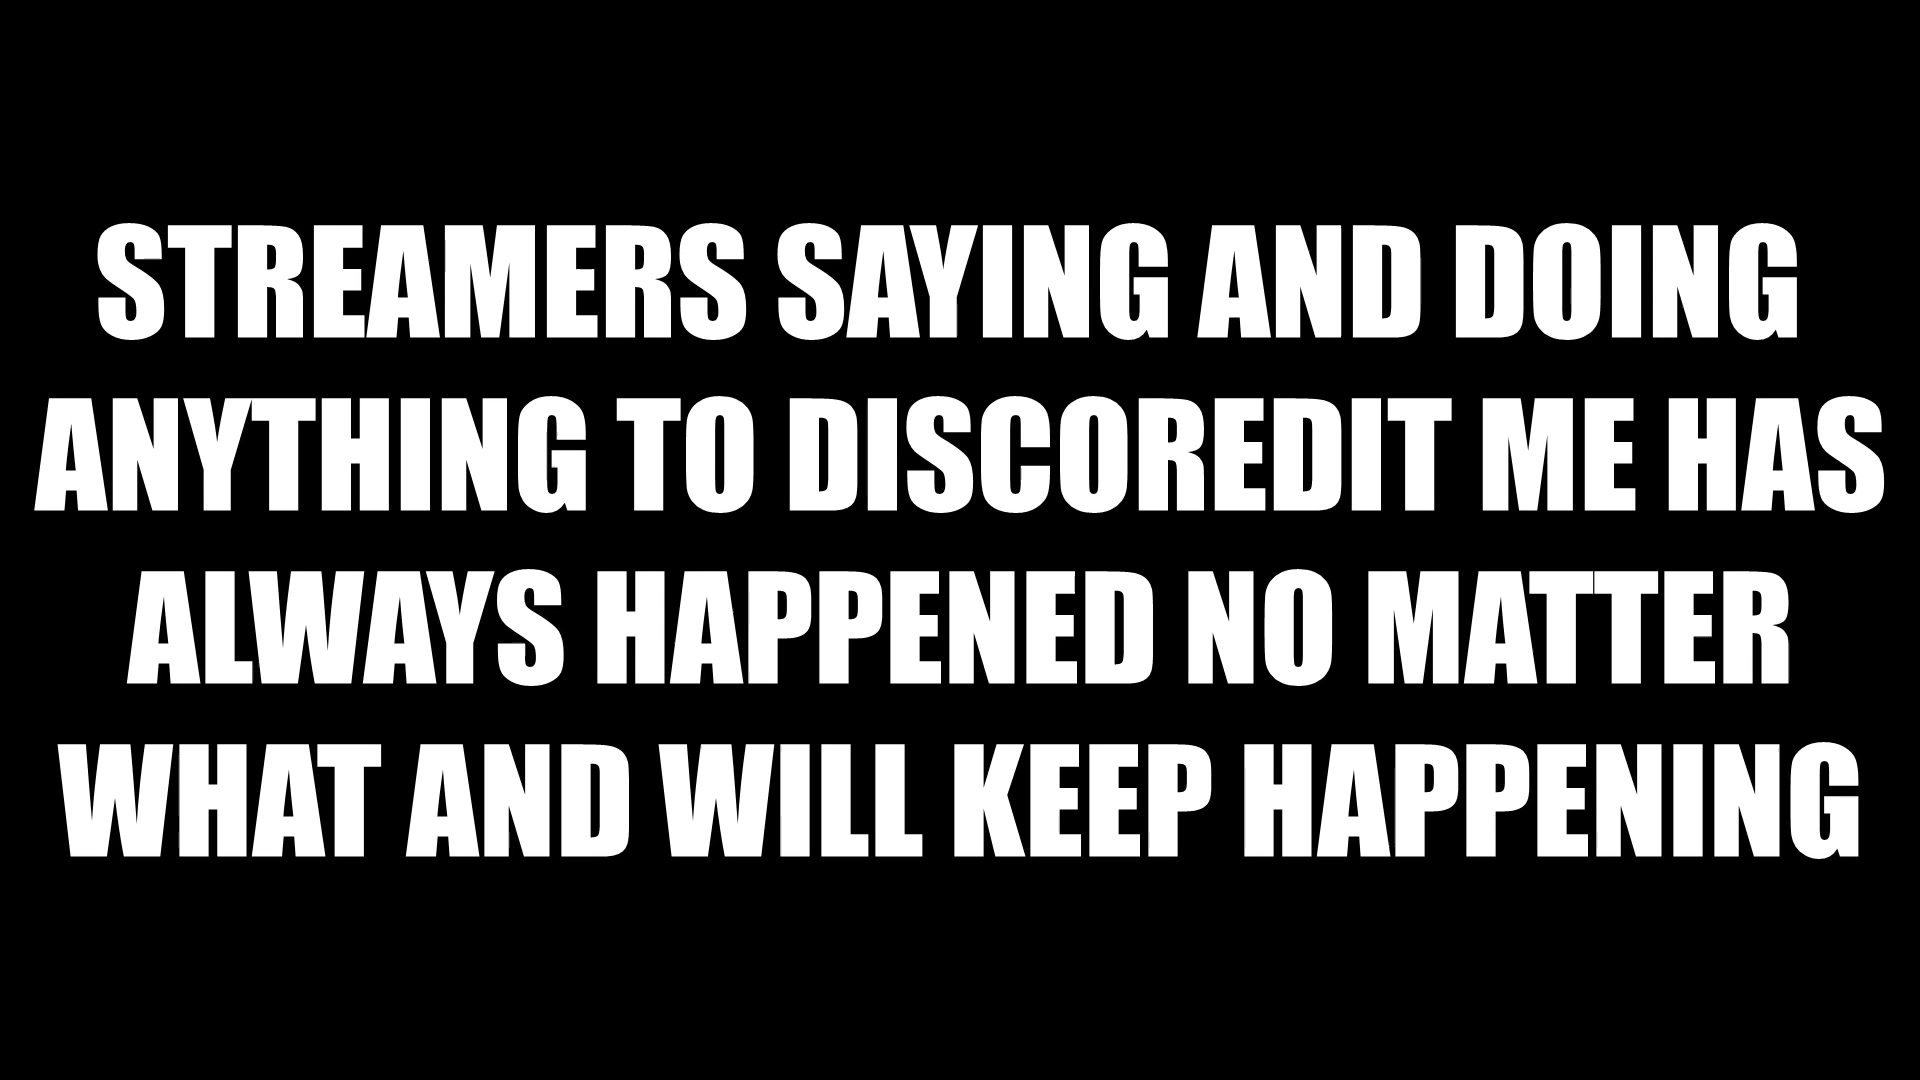 STREAMERS SAYING AND DOING
ANYTHING TO DISCOREDIT ME HAS
ALWAYS HAPPENED NO MATTER
WHAT AND WILL KEEP HAPPENING